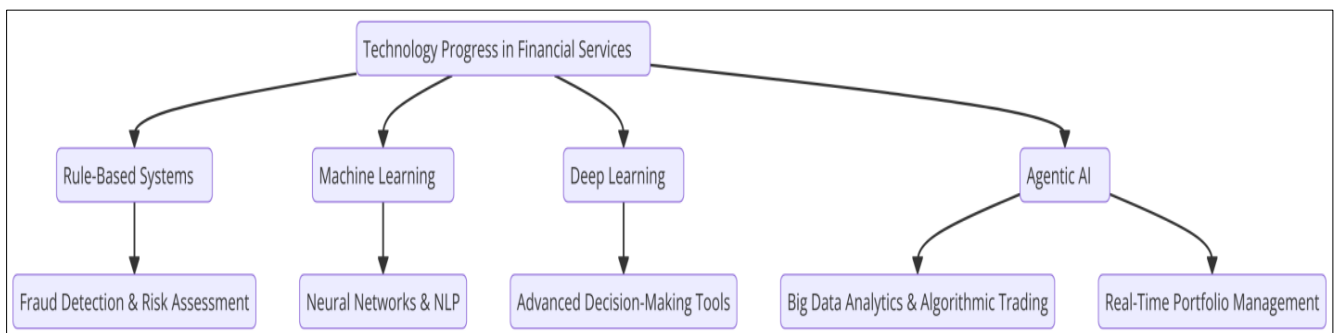 Technology Progress in Financial Services
Rule-Based Systems
Machine Learning
Deep Learning
Agentic AI
Fraud Detection & Risk Assessment
Neural Networks & NLP
Advanced Decision-Making Tools
Big Data Analytics & Algorithmic Trading
Real-Time Portfolio Management